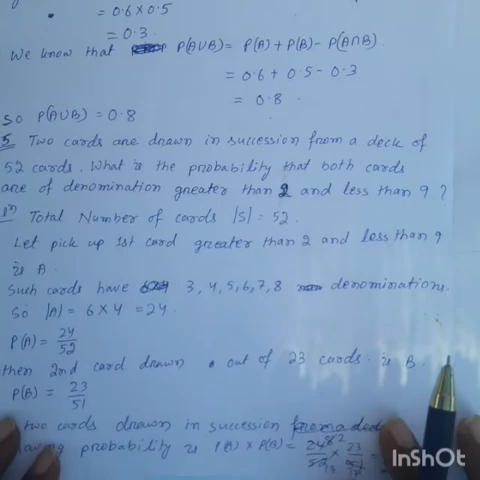 = 0.6 x 0.5
= 0.3.
We know that P(A∪B) = P(A) + P(B) - P(A∩B).
= 0.6 + 0.5 - 0.3
= 0.8.
So P(A∪B) = 0.8
5 Two cards are drawn in succession from a deck of
52 cards. What is the probability that both cards
are of denomination greater than 2 and less than 9?
Total Number of cards |S| = 52.
Let pick up 1st card greater than 2 and less than 9
is A.
Such cards have 3, 4, 5, 6, 7, 8 denominations.
So |A| = 6 x 4 = 24.
P(A) = 24/52
then 2nd card drawn out of 23 cards is B.
P(B) = 23/51
two cards drawn in succession
having probability is P(A) x P(B) = 24/52 x 23/51 =
InShOt